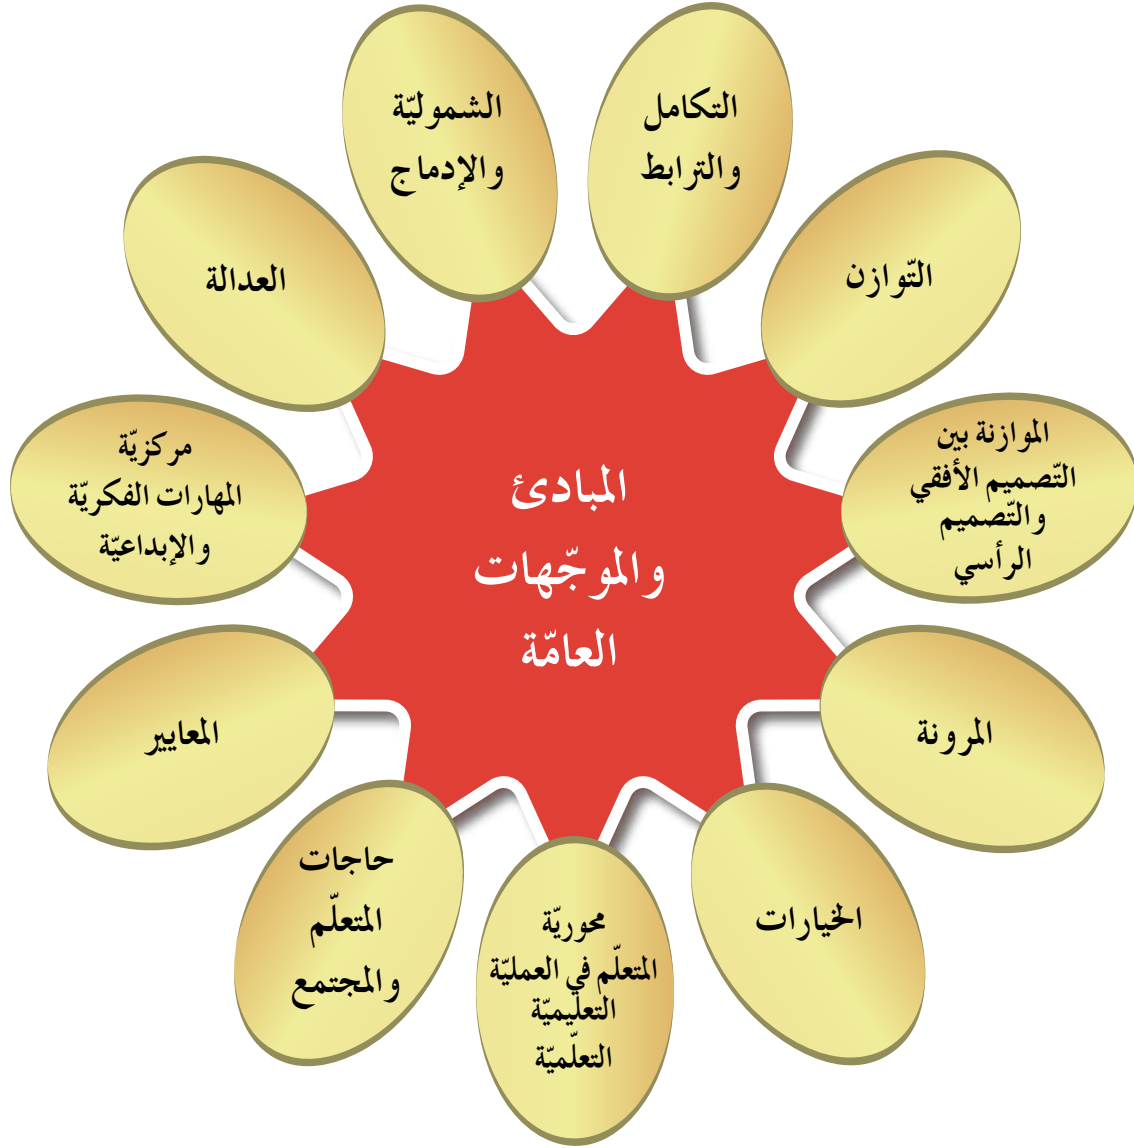 المبادئ
والموجّهات
العامّة
التكامل
والترابط
التّوازن
الموازنة بين
التّصميم الأفقي
والتّصميم
الرأسي
المرونة
الخيارات
محوريّة
المتعلّم في العمليّة
التعليميّة
التعلّميّة
حاجات
المتعلّم
والمجتمع
المعايير
مركزيّة
المهارات الفكريّة
والإبداعيّة
العدالة
الشموليّة
والإدماج